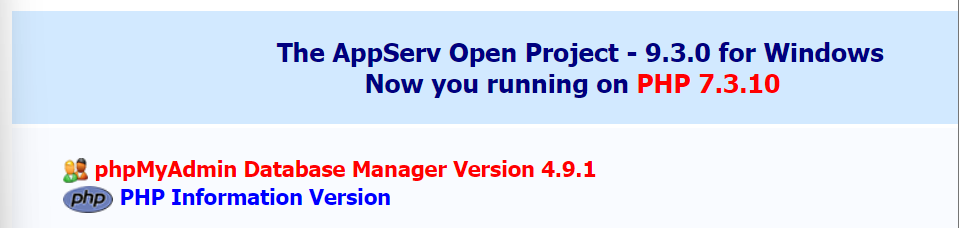 The AppServ Open Project - 9.3.0 for Windows
Now you running on PHP 7.3.10
phpMyAdmin Database Manager Version 4.9.1
php PHP Information Version